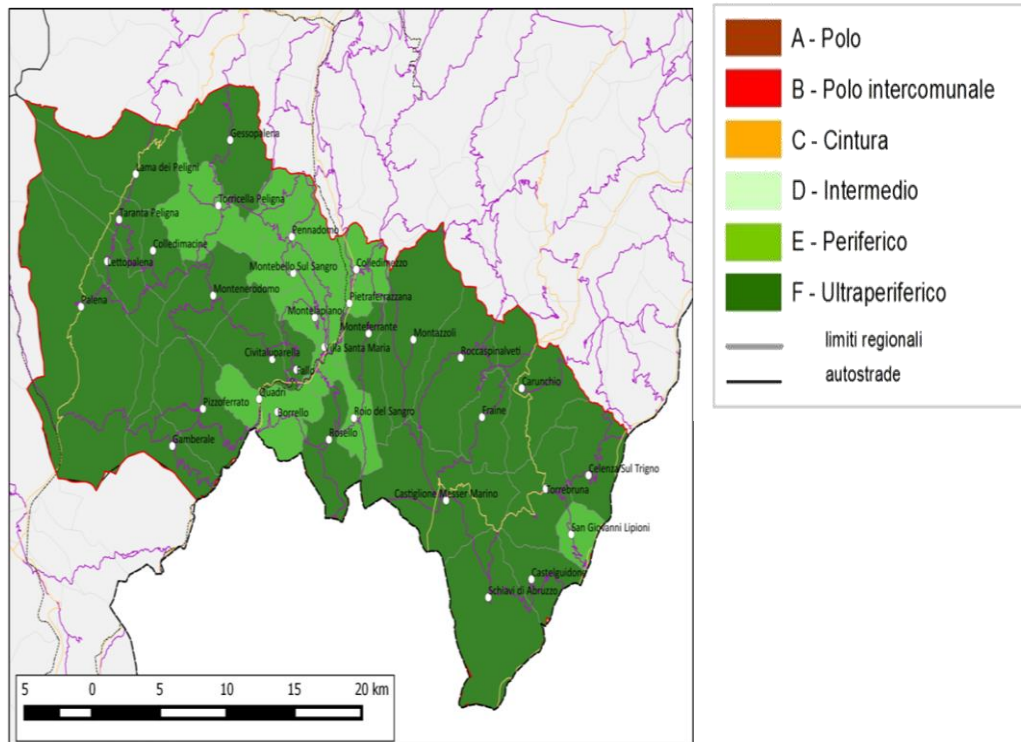 Gessopalena
Lama dei Peligni
Torricella Peligna
Taranta Peligna
Pennadomo
Colledimacine
Lettopalena
Colledimezzo
Montebello Sul Sangro
Montenerodomo
Palena
Pietraferrazzana
Montelapiano
Monteferrante
Montazzoli
Villa Santa Maria
Civitaluparella
Roccaspinalveti
Fallo
Carunchio
Quadri
Pizzoferrato
Borrello
Roio del Sangro
Fraine
Rosello
Gamberale
Celenza Sul Trigno
Castiglione Messer Marino
Torrebruna
San Giovanni Lipioni
Castelguidone
Schiavi di Abruzzo
5 0 5 10 15 20 km
A - Polo
B - Polo intercomunale
C - Cintura
D - Intermedio
E - Periferico
F - Ultraperiferico
limiti regionali
autostrade